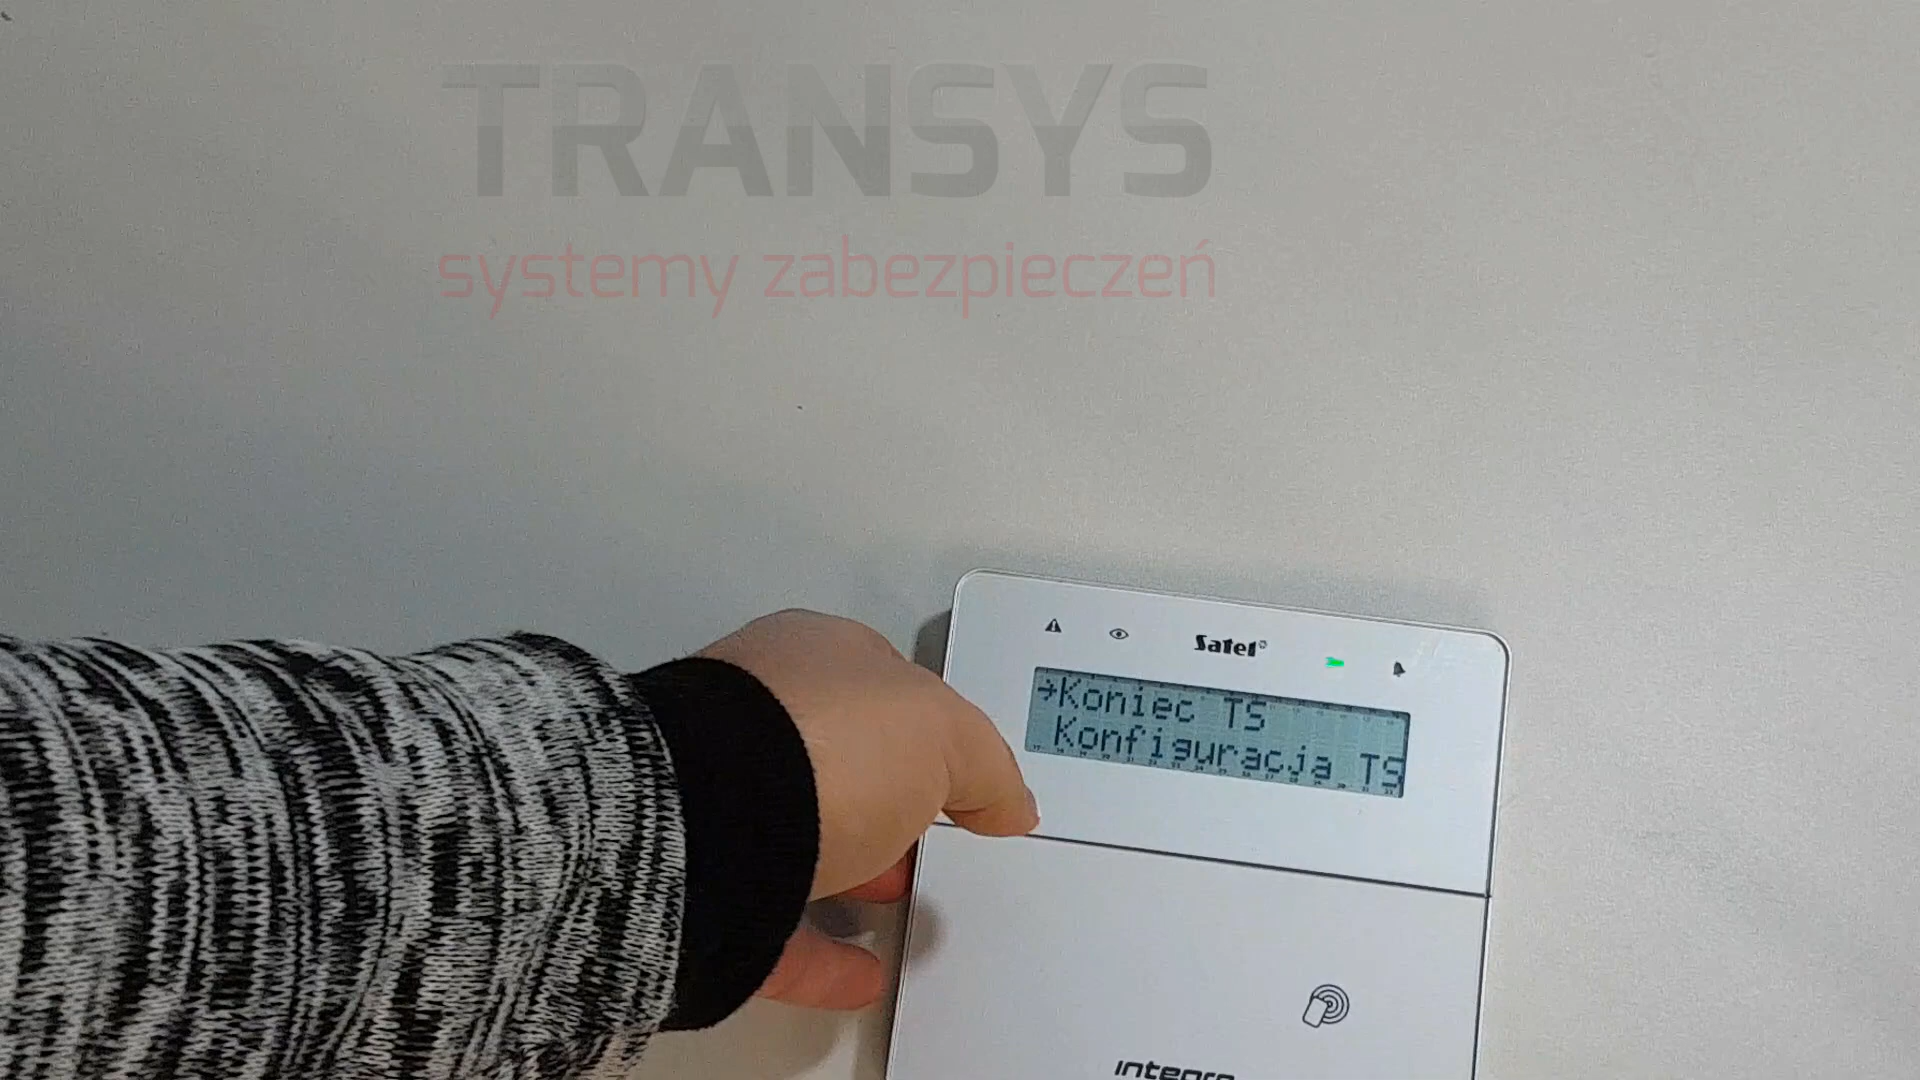 TRANSYS
systemy zabezpieczeń
Satel
→Koniec TS
Konfiguracja TS
integra